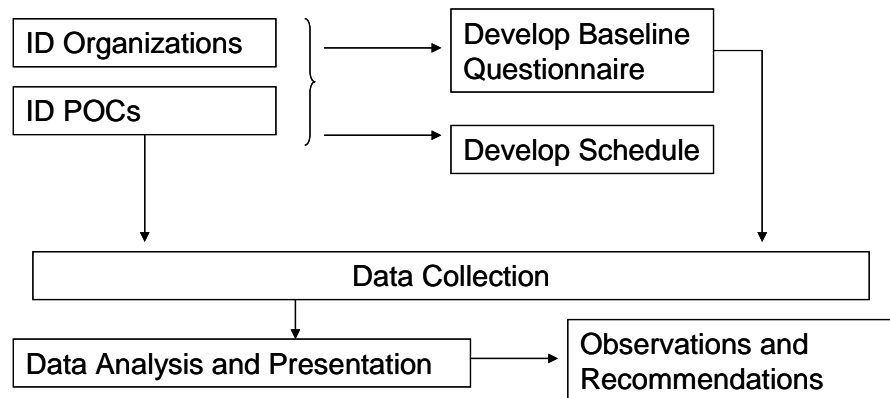 ID Organizations
ID POCs
Develop Baseline
Questionnaire
Develop Schedule
Data Collection
Data Analysis and Presentation
Observations and
Recommendations